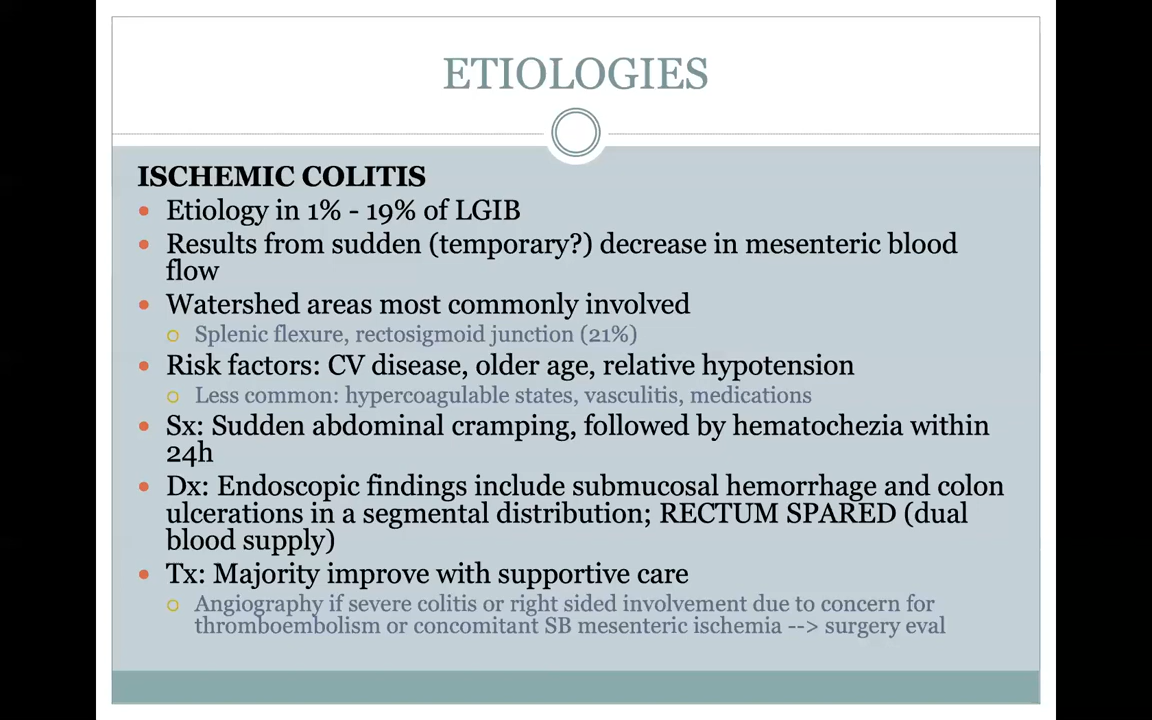 ETIOLOGIES
ISCHEMIC COLITIS
Etiology in 1% - 19% of LGIB
Results from sudden (temporary?) decrease in mesenteric blood
flow
Watershed areas most commonly involved
Splenic flexure, rectosigmoid junction (21%)
Risk factors: CV disease, older age, relative hypotension
Less common: hypercoagulable states, vasculitis, medications
Sx: Sudden abdominal cramping, followed by hematochezia within
24h
Dx: Endoscopic findings include submucosal hemorrhage and colon
ulcerations in a segmental distribution; RECTUM SPARED (dual
blood supply)
Tx: Majority improve with supportive care
Angiography if severe colitis or right sided involvement due to concern for
thromboembolism or concomitant SB mesenteric ischemia --> surgery eval